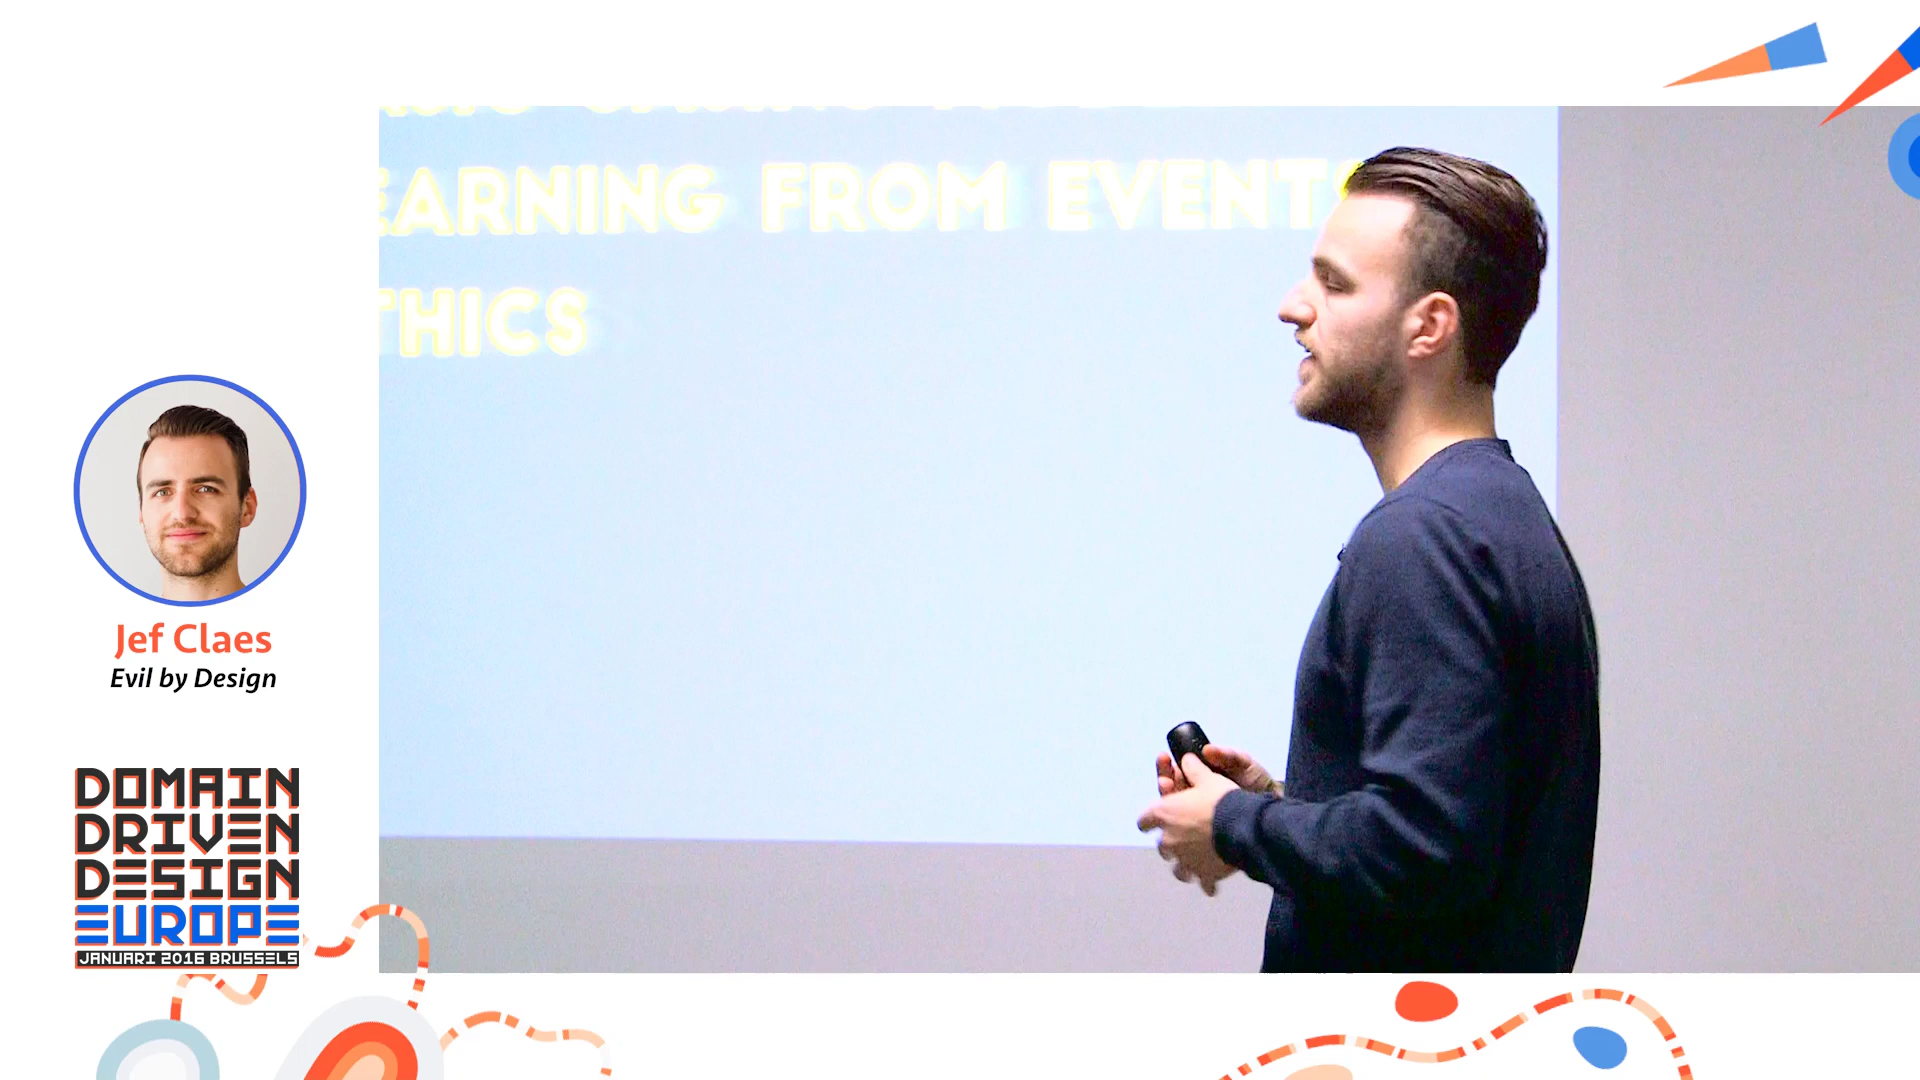 EARNING FROM EVENTS
THICS
Jef Claes
Evil by Design
DOMAIN
DRIVEN
DESIGN
EUROPE
JANUARI 2016 BRUSSELS